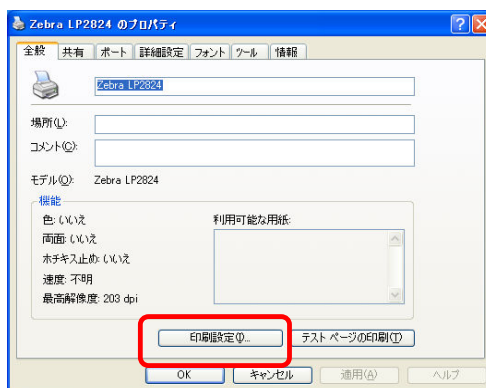 Zebra LP2824 のプロパティ
全般 共有 ポート 詳細設定 フォント ツール 情報
Zebra LP2824
場所(L):
コメント(C):
モデル(O): Zebra LP2824
機能
色: いいえ 利用可能な用紙:
両面: いいえ
ホチキス止め: いいえ
速度: 不明
最高解像度: 203 dpi
印刷設定(I)... テスト ページの印刷(T)
OK キャンセル 適用(A) ヘルプ